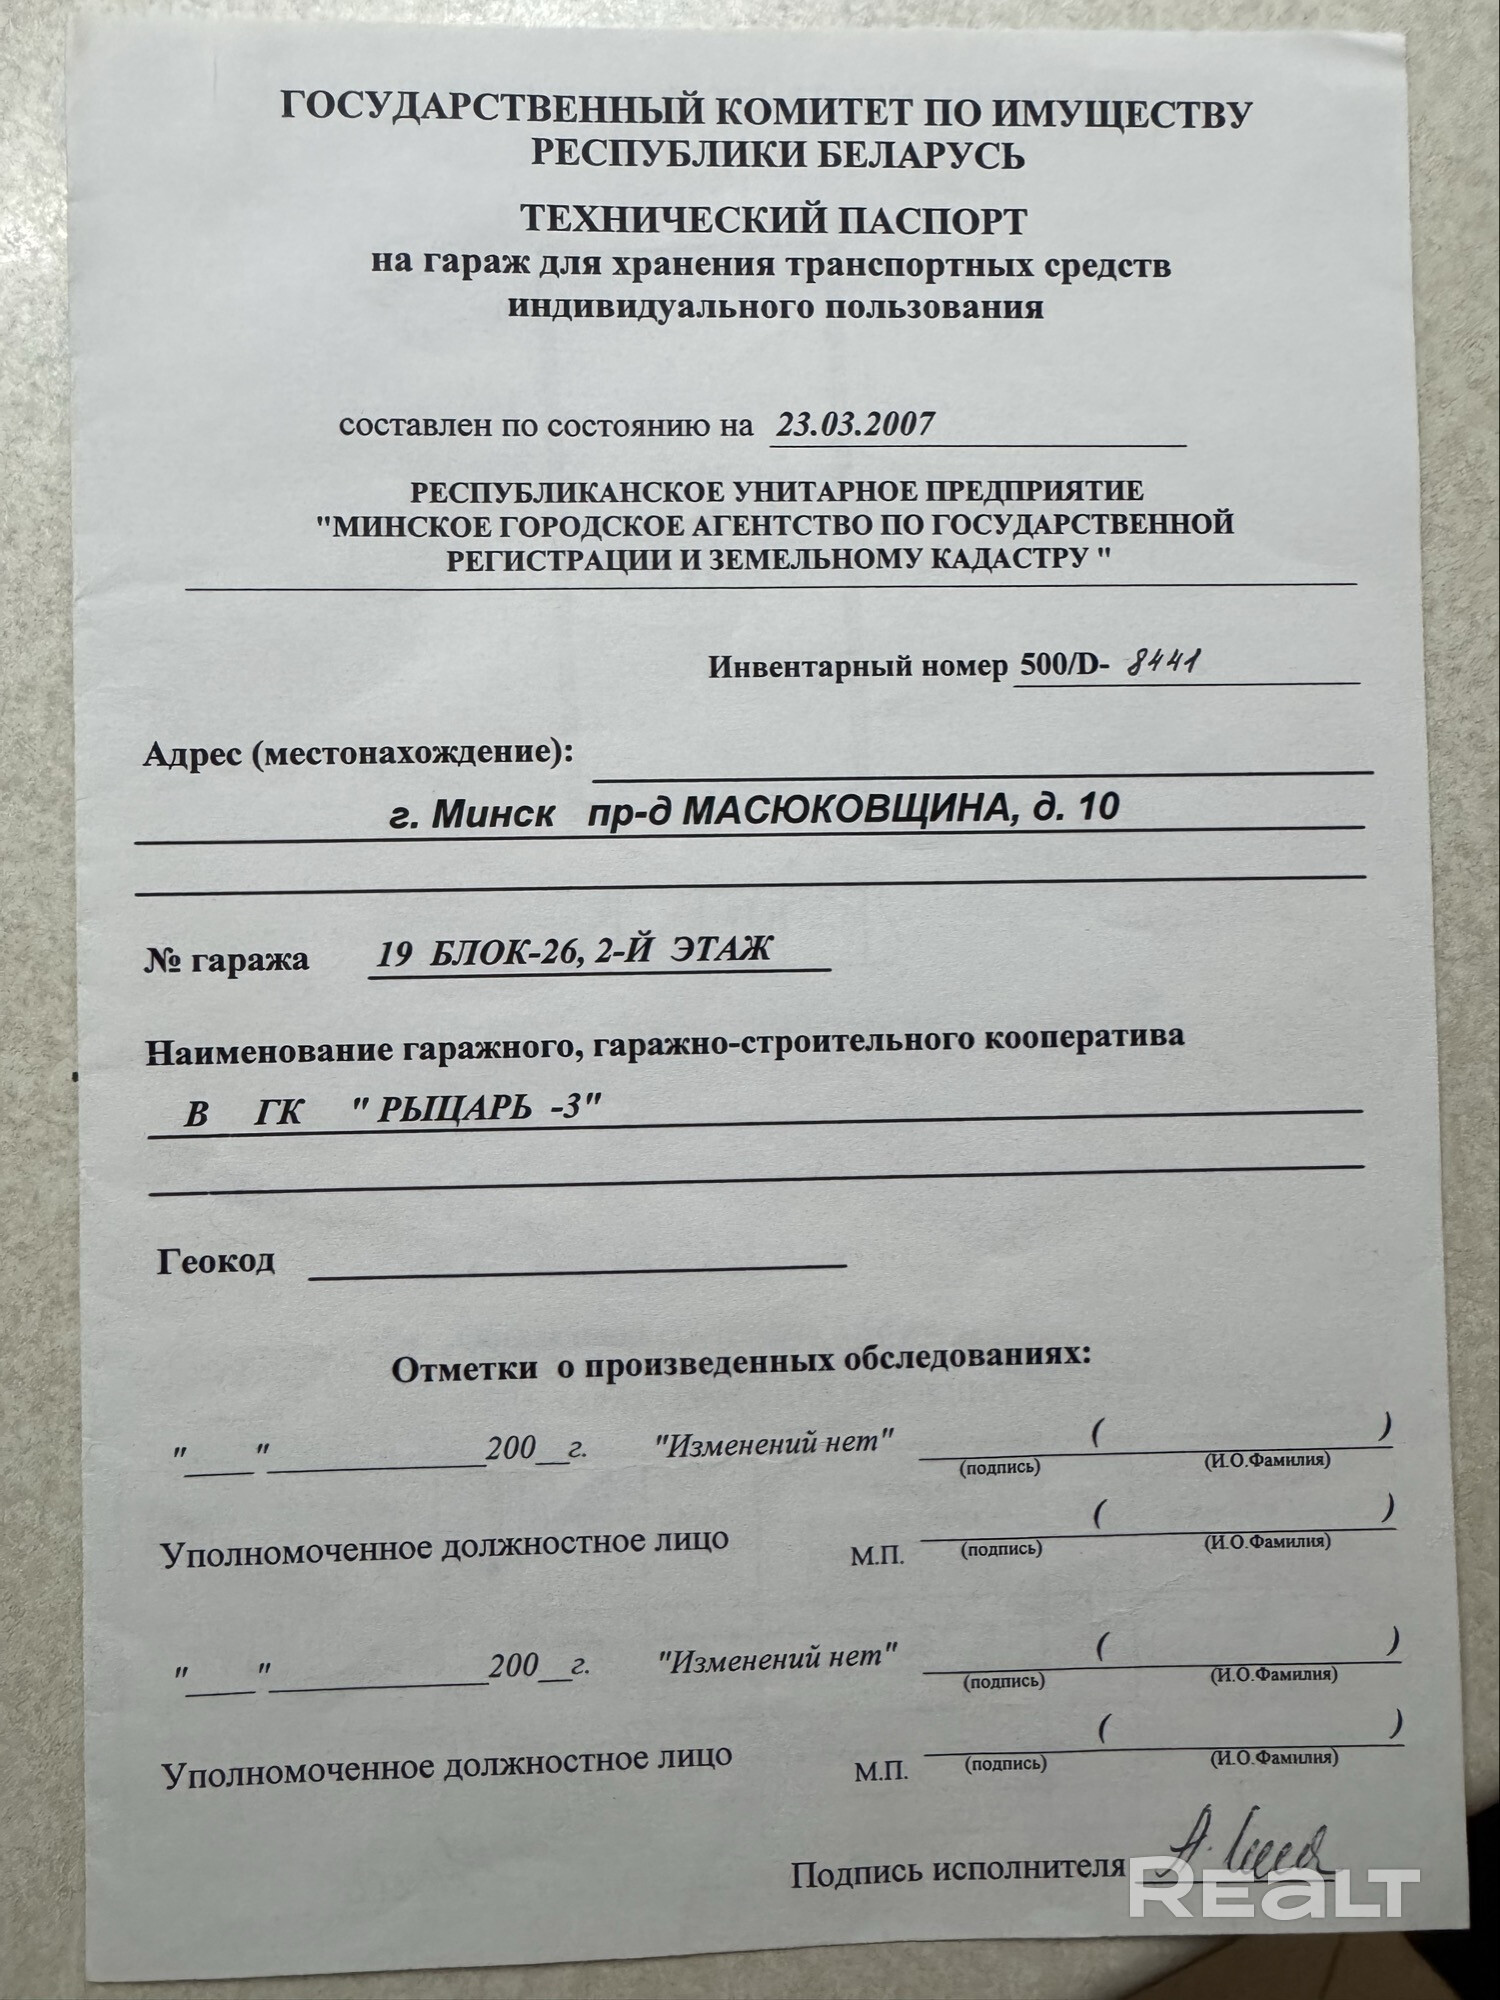 ГОСУДАРСТВЕННЫЙ КОМИТЕТ ПО ИМУЩЕСТВУ
РЕСПУБЛИКИ БЕЛАРУСЬ
ТЕХНИЧЕСКИЙ ПАСПОРТ
на гараж для хранения транспортных средств
индивидуального пользования
составлен по состоянию на 23.03.2007
РЕСПУБЛИКАНСКОЕ УНИТАРНОЕ ПРЕДПРИЯТИЕ
"МИНСКОЕ ГОРОДСКОЕ АГЕНТСТВО ПО ГОСУДАРСТВЕННОЙ
РЕГИСТРАЦИИ И ЗЕМЕЛЬНОМУ КАДАСТРУ "
Инвентарный номер 500/D- 8441
Адрес (местонахождение):
г. Минск пр-д МАСЮКОВЩИНА, д. 10
№ гаража 19 БЛОК-26, 2-Й ЭТАЖ
Наименование гаражного, гаражно-строительного кооператива
В ГК " РЫЦАРЬ -3"
Геокод
Отметки о произведенных обследованиях:
"____"_____________200__г. "Изменений нет" ( )
(подпись) (И.О.Фамилия)
Уполномоченное должностное лицо М.П. ( )
(подпись) (И.О.Фамилия)
"____"_____________200__г. "Изменений нет" ( )
(подпись) (И.О.Фамилия)
Уполномоченное должностное лицо М.П. ( )
(подпись) (И.О.Фамилия)
Подпись исполнителя
REALT